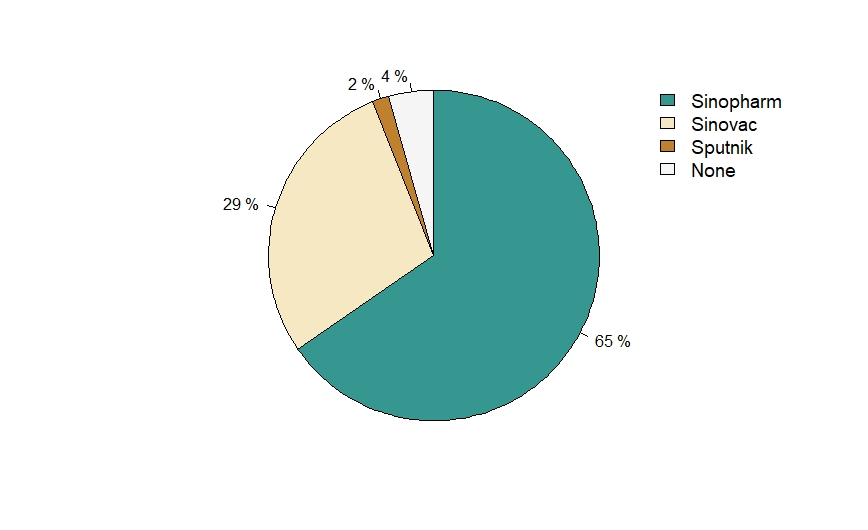 2 %
4 %
29 %
65 %
Sinopharm
Sinovac
Sputnik
None